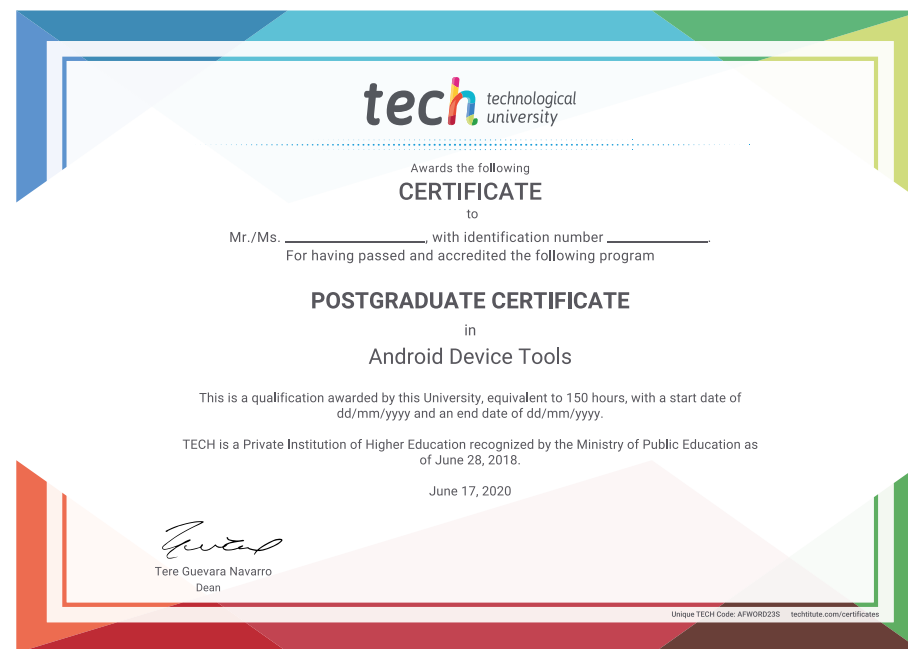 tech technological
university
Awards the following
CERTIFICATE
to
Mr./Ms. ____________________, with identification number ______________.
For having passed and accredited the following program
POSTGRADUATE CERTIFICATE
in
Android Device Tools
This is a qualification awarded by this University, equivalent to 150 hours, with a start date of
dd/mm/yyyy and an end date of dd/mm/yyyy.
TECH is a Private Institution of Higher Education recognized by the Ministry of Public Education as
of June 28, 2018.
June 17, 2020
Tere Guevara Navarro
Dean
Unique TECH Code: AFWORD23S techtitute.com/certificates